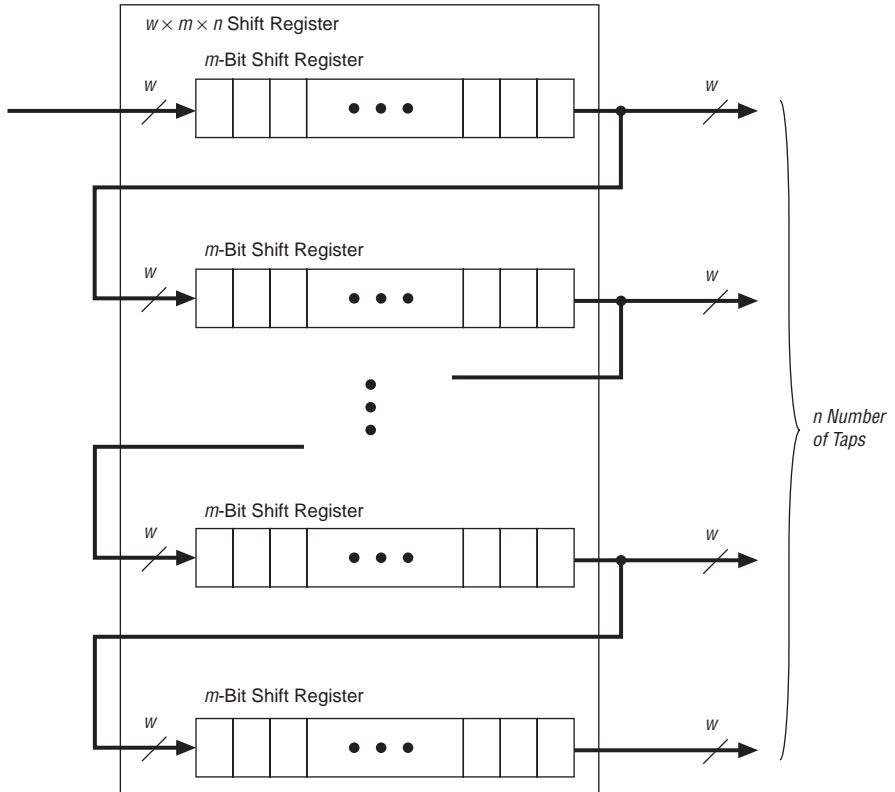 w × m × n Shift Register
m-Bit Shift Register
w
w
m-Bit Shift Register
w
w
n Number
of Taps
m-Bit Shift Register
w
w
m-Bit Shift Register
w
w